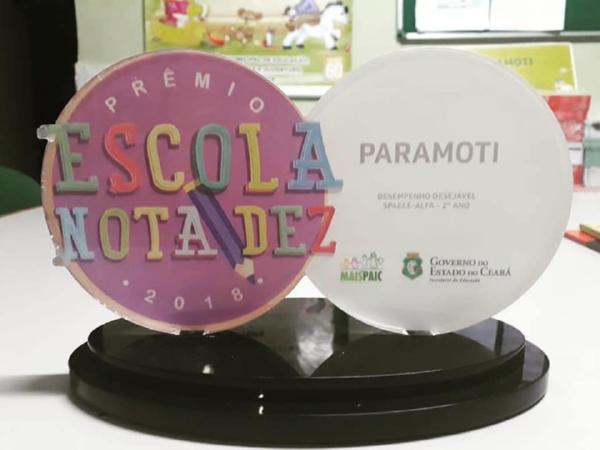 PRÊMIO
ESCOLA
NOTA DEZ
· 2018 ·
PARAMOTI
DESEMPENHO DESEJÁVEL
SPAECE-ALFA - 2º ANO
MAISPAIC
GOVERNO DO
ESTADO DO CEARÁ
Secretaria da Educação
PARAMOTI